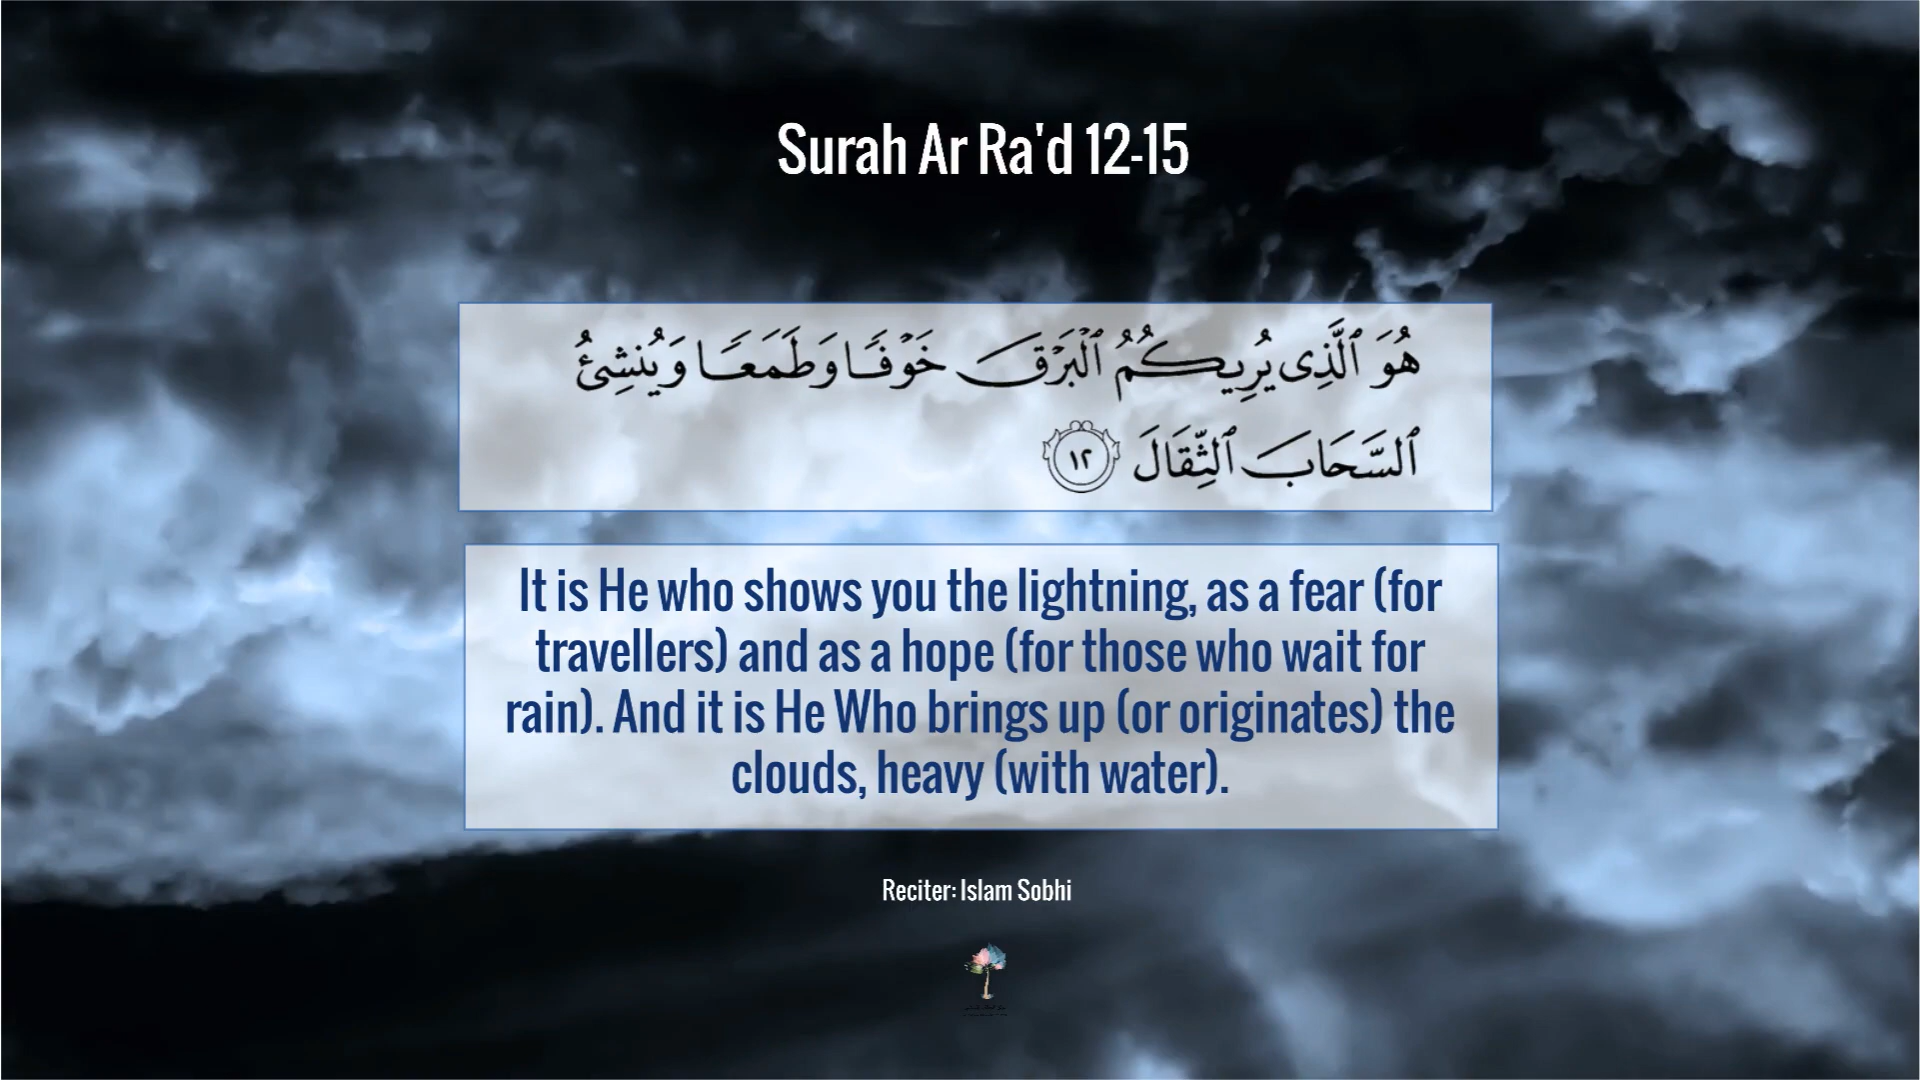 Surah Ar Ra'd 12-15
هُوَ ٱلَّذِى يُرِيكُمُ ٱلْبَرْقَ خَوْفًا وَطَمَعًا وَيُنشِئُ
ٱلسَّحَابَ ٱلثِّقَالَ ١٢
It is He who shows you the lightning, as a fear (for
travellers) and as a hope (for those who wait for
rain). And it is He Who brings up (or originates) the
clouds, heavy (with water).
Reciter: Islam Sobhi